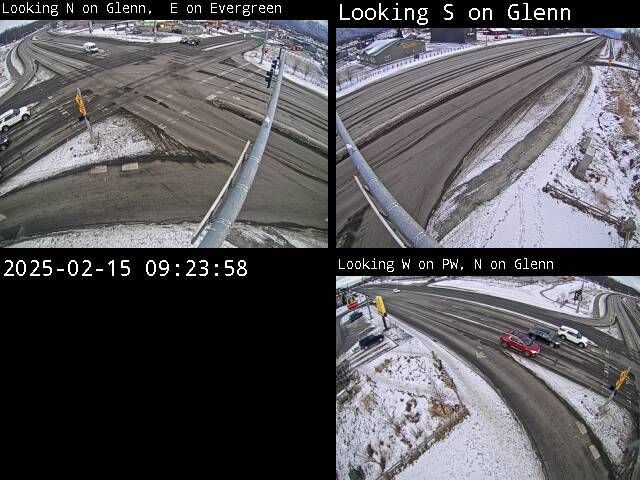 Looking N on Glenn,  E on Evergreen
Looking S on Glenn
2025-02-15 09:23:58
Looking W on PW, N on Glenn